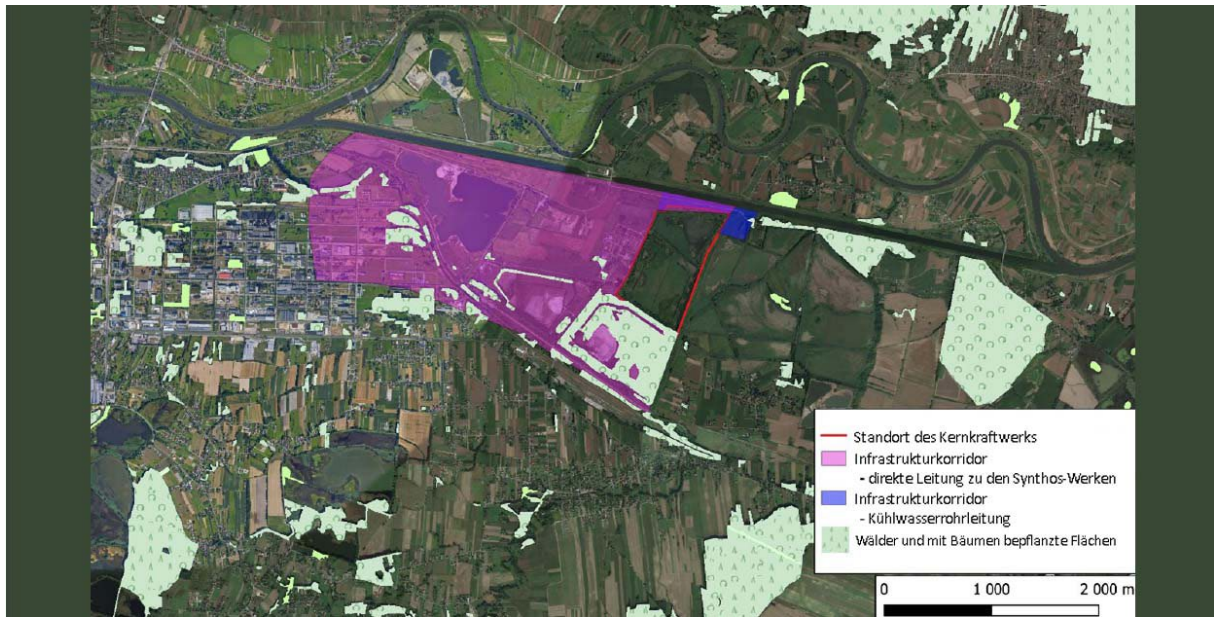 Standort des Kernkraftwerks
Infrastrukturkorridor
- direkte Leitung zu den Synthos-Werken
Infrastrukturkorridor
- Kühlwasserrohrleitung
Wälder und mit Bäumen bepflanzte Flächen
0 1 000 2 000 m